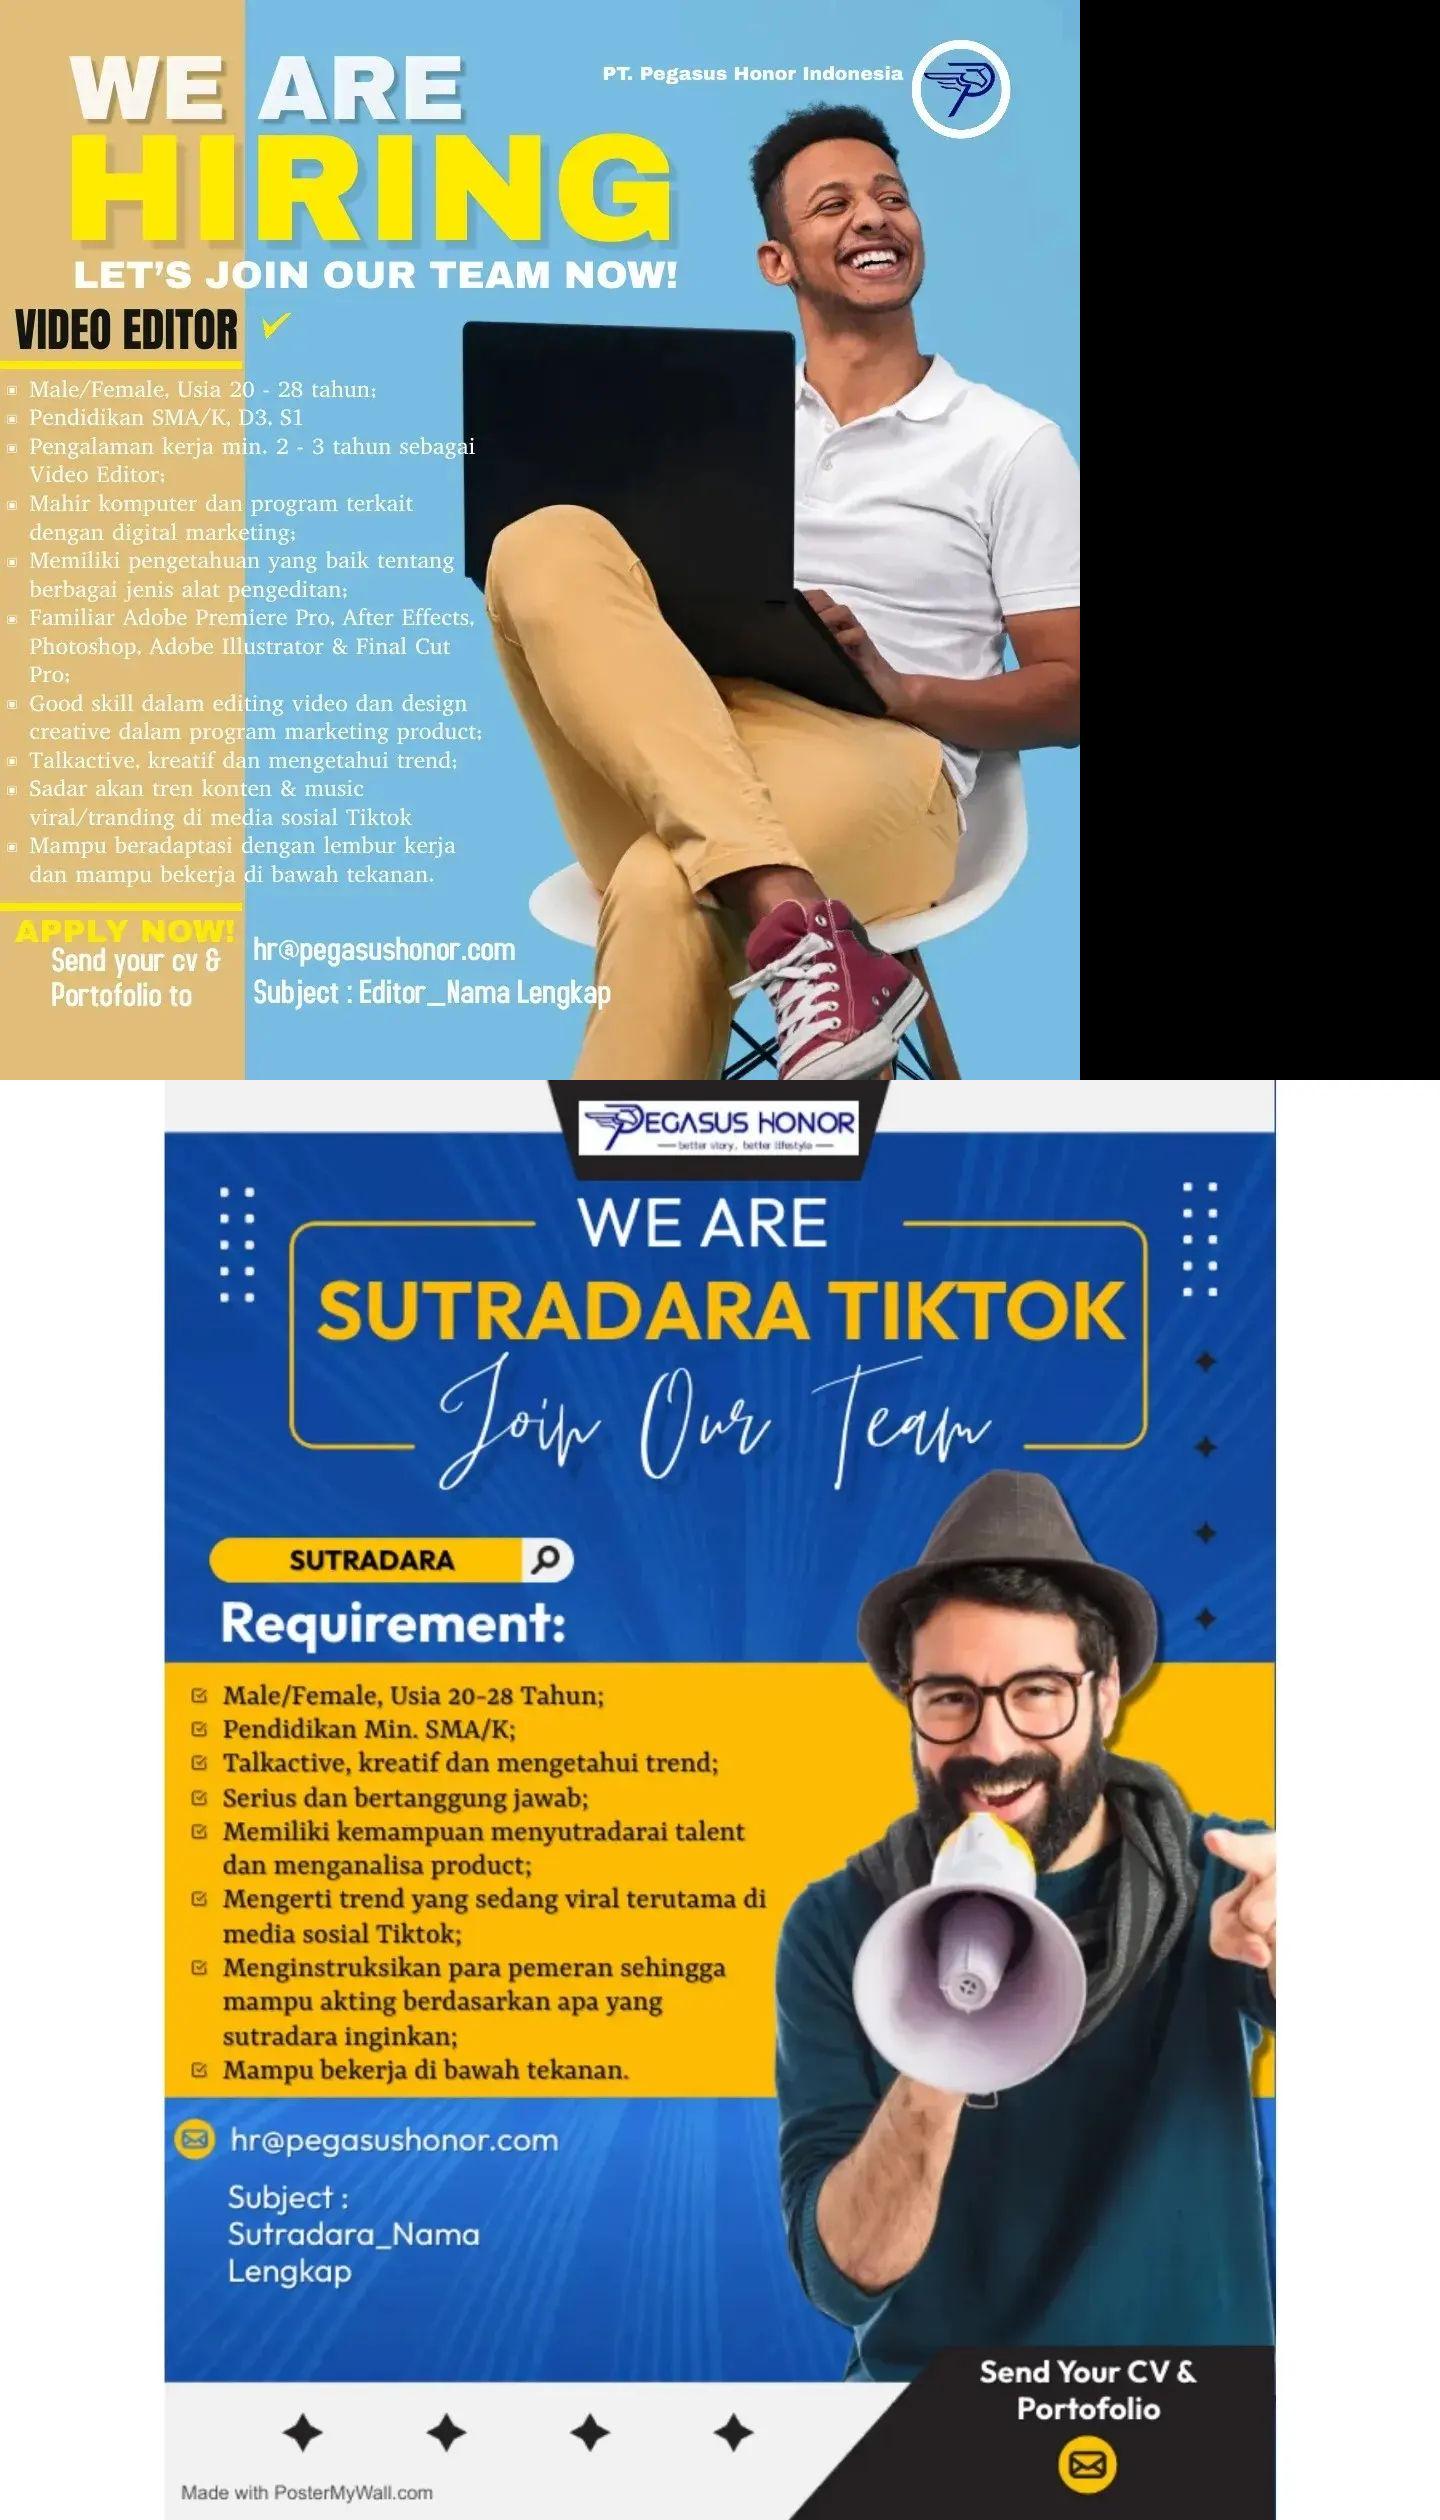 WE ARE
HIRING
LET'S JOIN OUR TEAM NOW!
PT. Pegasus Honor Indonesia
VIDEO EDITOR
Male/Female, Usia 20 - 28 tahun;
Pendidikan SMA/K, D3, S1
Pengalaman kerja min. 2 - 3 tahun sebagai
Video Editor;
Mahir komputer dan program terkait
dengan digital marketing;
Memiliki pengetahuan yang baik tentang
berbagai jenis alat pengeditan;
Familiar Adobe Premiere Pro, After Effects,
Photoshop, Adobe Illustrator & Final Cut
Pro;
Good skill dalam editing video dan design
creative dalam program marketing product;
Talkactive, kreatif dan mengetahui trend;
Sadar akan tren konten & music
viral/tranding di media sosial Tiktok
Mampu beradaptasi dengan lembur kerja
dan mampu bekerja di bawah tekanan.
APPLY NOW!
Send your cv &
Portofolio to
hr@pegasushonor.com
Subject : Editor_Nama Lengkap
PEGASUS HONOR
better story, better lifestyle
WE ARE
SUTRADARA TIKTOK
Join Our Team
SUTRADARA
Requirement:
Male/Female, Usia 20-28 Tahun;
Pendidikan Min. SMA/K;
Talkactive, kreatif dan mengetahui trend;
Serius dan bertanggung jawab;
Memiliki kemampuan menyutradarai talent
dan menganalisa product;
Mengerti trend yang sedang viral terutama di
media sosial Tiktok;
Menginstruksikan para pemeran sehingga
mampu akting berdasarkan apa yang
sutradara inginkan;
Mampu bekerja di bawah tekanan.
hr@pegasushonor.com
Subject :
Sutradara_Nama
Lengkap
Send Your CV &
Portofolio
Made with PosterMyWall.com